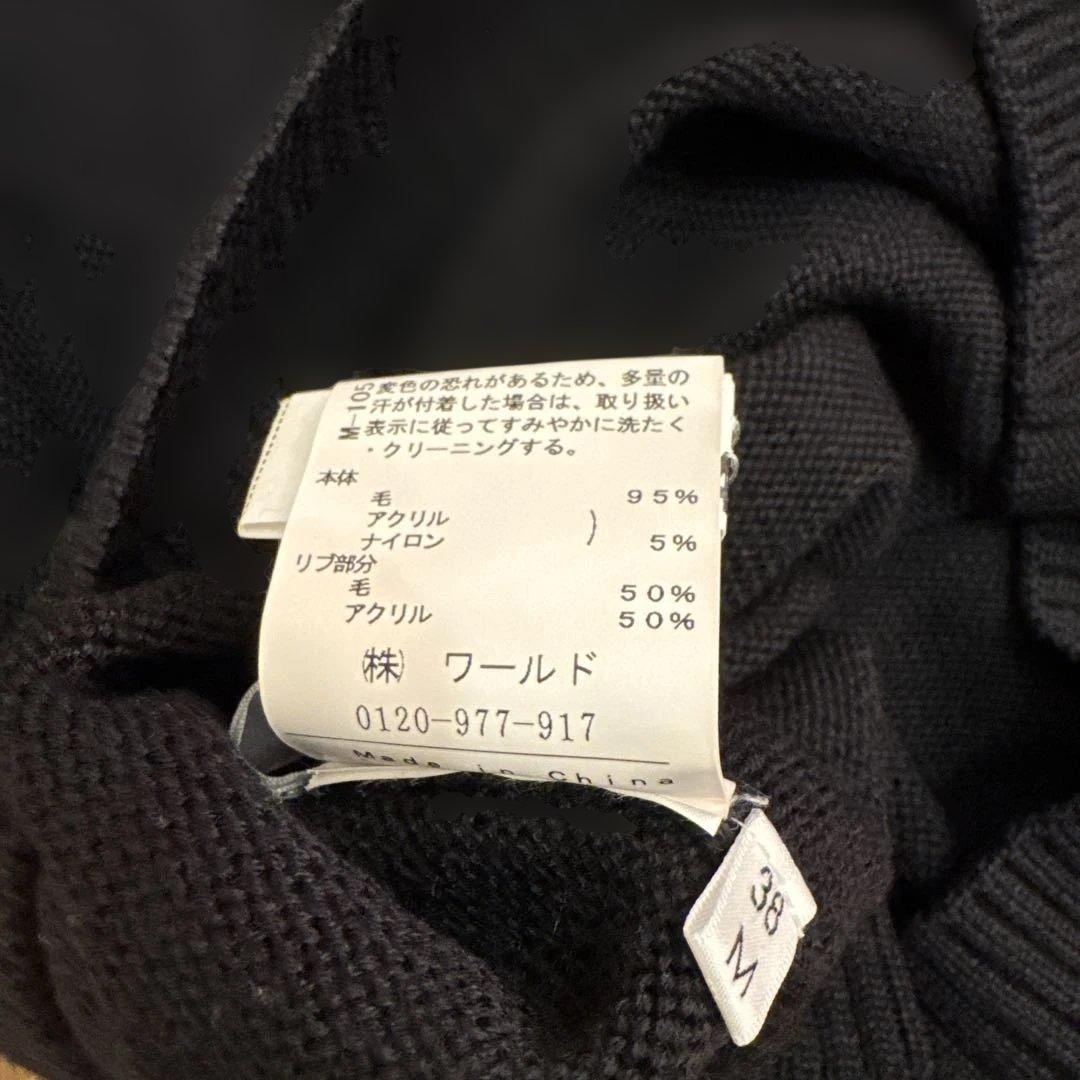 M-105
変色の恐れがあるため、多量の
汗が付着した場合は、取り扱い
表示に従ってすみやかに洗たく
・クリーニングする。
本体
毛 95%
アクリル )
ナイロン 5%
リブ部分
毛 50%
アクリル 50%
㈱ ワールド
0120-977-917
Made in China
38
M